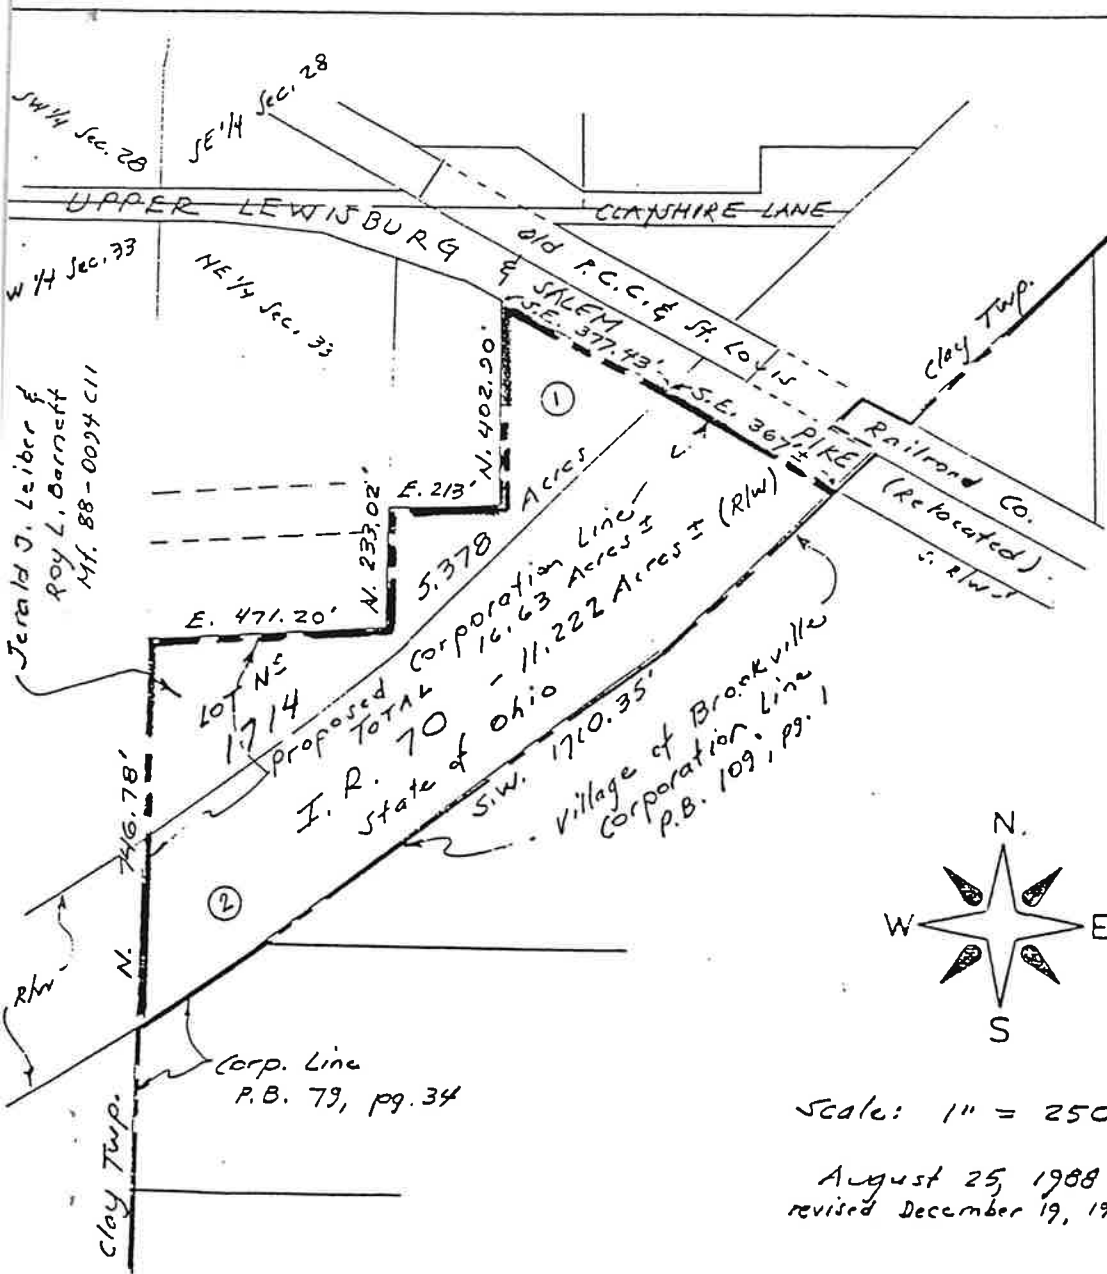 SW 1/4 Sec. 28
SE 1/4 Sec. 28
UPPER LEWISBURG
& SALEM
PIKE
CLAYSHIRE LANE
old P.C.C. & St. Louis
Railroad Co.
(Relocated)
S. R/W
W 1/4 Sec. 33
NE 1/4 Sec. 33
Clay Twp.
S.E. 377.43'
S.E. 367'±
①
N. 402.90'
E. 213'
N. 233.02'
E. 471.20'
N. 746.78'
Jerald J. Leiber &
Roy L. Barnett
Mf. 88-0094 C11
5.378 Acres
LOT Nº
1714
proposed Corporation Line
TOTAL 16.63 Acres ±
I. R. 70 - 11.222 Acres ± (R/W)
State of Ohio
S.W. 1710.35'
Village of Brookville
Corporation Line
P.B. 109, pg. 1
②
R/W
Corp. Line
P.B. 79, pg. 34
Clay Twp.
N.
W
E
S
Scale: 1" = 250
August 25, 1988
revised December 19, 19